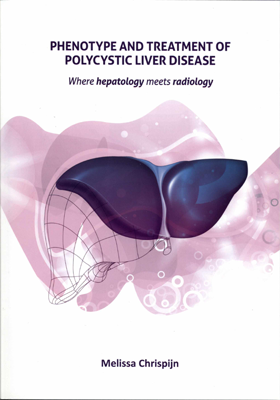 PHENOTYPE AND TREATMENT OF
POLYCYSTIC LIVER DISEASE
Where hepatology meets radiology
Melissa Chrispijn